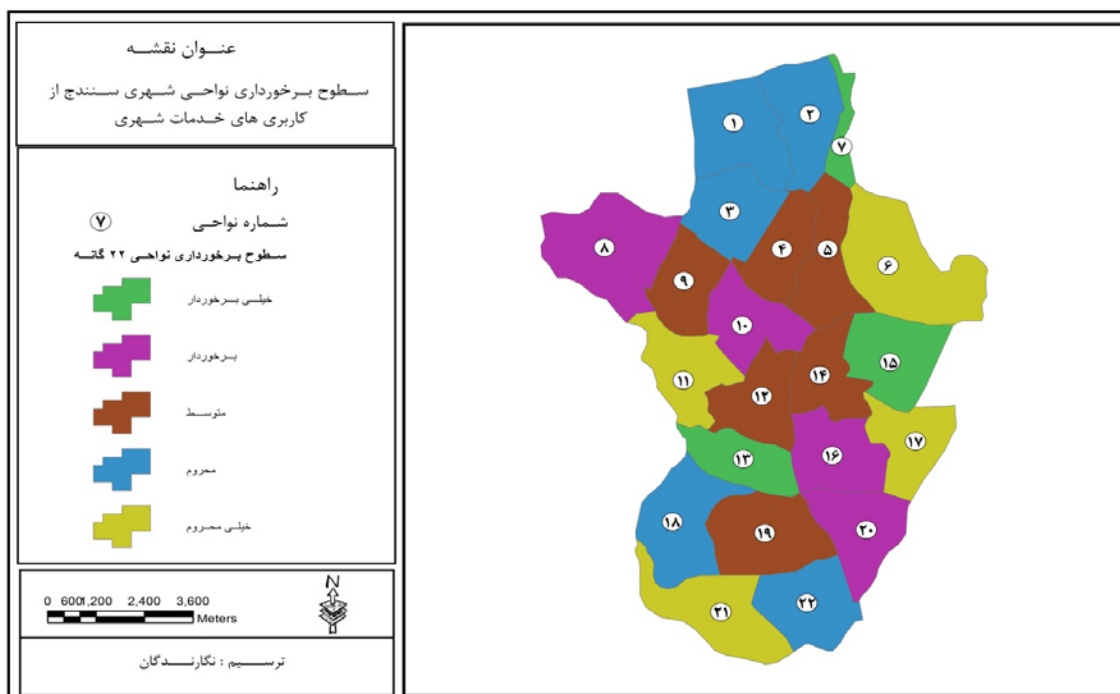 عنوان نقشه
سطوح برخورداری نواحی شهری سنندج از
کاربری های خدمات شهری
راهنما
شماره نواحی ۷
سطوح برخورداری نواحی ۲۲ گانه
خیلی برخوردار
برخوردار
متوسط
محروم
خیلی محروم
0 6001,200 2,400 3,600
Meters
N
ترسیم : نگارندگان
۱
۲
۷
۳
۴
۵
۸
۶
۹
۱۰
۱۵
۱۴
۱۱
۱۲
۱۷
۱۶
۱۳
۱۸
۲۰
۱۹
۲۲
۲۱